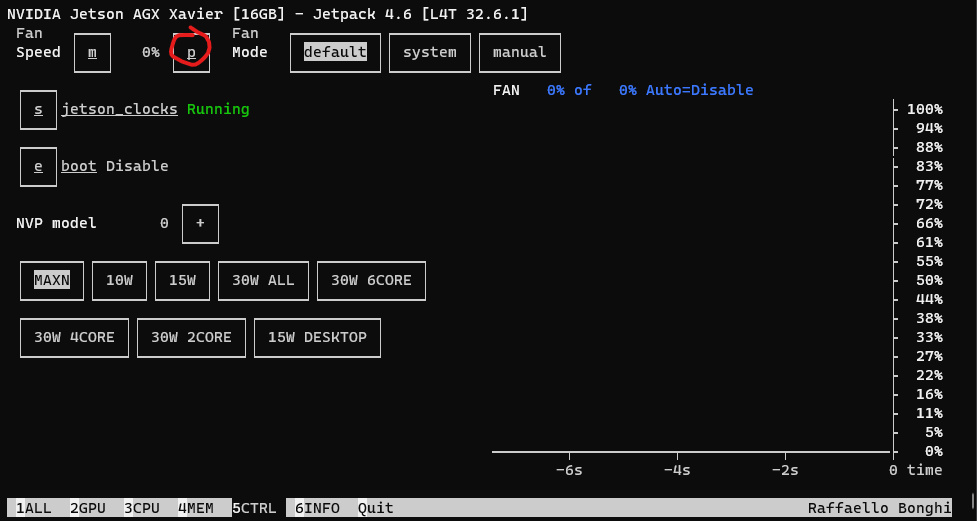 NVIDIA Jetson AGX Xavier [16GB] - Jetpack 4.6 [L4T 32.6.1]
Fan Fan
Speed m 0% p Mode default system manual
FAN 0% of 0% Auto=Disable
s jetson_clocks Running
e boot Disable
NVP model 0 +
MAXN 10W 15W 30W ALL 30W 6CORE
30W 4CORE 30W 2CORE 15W DESKTOP
100%
94%
88%
83%
77%
72%
66%
61%
55%
50%
44%
38%
33%
27%
22%
16%
11%
5%
0%
-6s -4s -2s 0 time
1ALL 2GPU 3CPU 4MEM 5CTRL 6INFO Quit Raffaello Bonghi